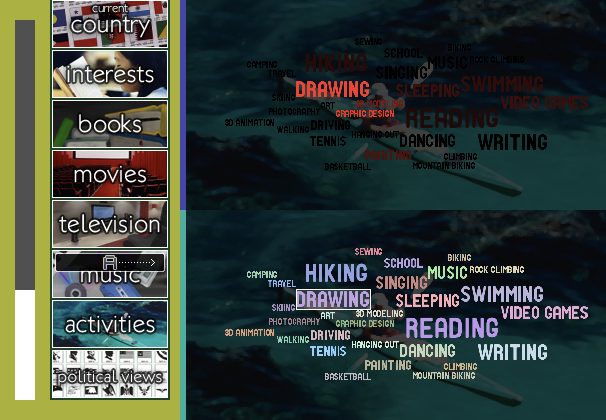 current
country
interests
books
movies
television
music
activities
political views
SEWING
BIKING
SCHOOL
HIKING
MUSIC
ROCK CLIMBING
CAMPING
TRAVEL
SINGING
DRAWING
SLEEPING
SWIMMING
SKIING
3D MODELING
VIDEO GAMES
ART
PHOTOGRAPHY
GRAPHIC DESIGN
READING
3D ANIMATION
WALKING
DRIVING
HANGING OUT
TENNIS
DANCING
WRITING
PAINTING
CLIMBING
BASKETBALL
MOUNTAIN BIKING
SEWING
BIKING
SCHOOL
HIKING
MUSIC
ROCK CLIMBING
CAMPING
TRAVEL
SINGING
DRAWING
SLEEPING
SWIMMING
SKIING
ART
3D MODELING
VIDEO GAMES
PHOTOGRAPHY
GRAPHIC DESIGN
READING
3D ANIMATION
WALKING
DRIVING
HANGING OUT
TENNIS
DANCING
WRITING
PAINTING
CLIMBING
BASKETBALL
MOUNTAIN BIKING